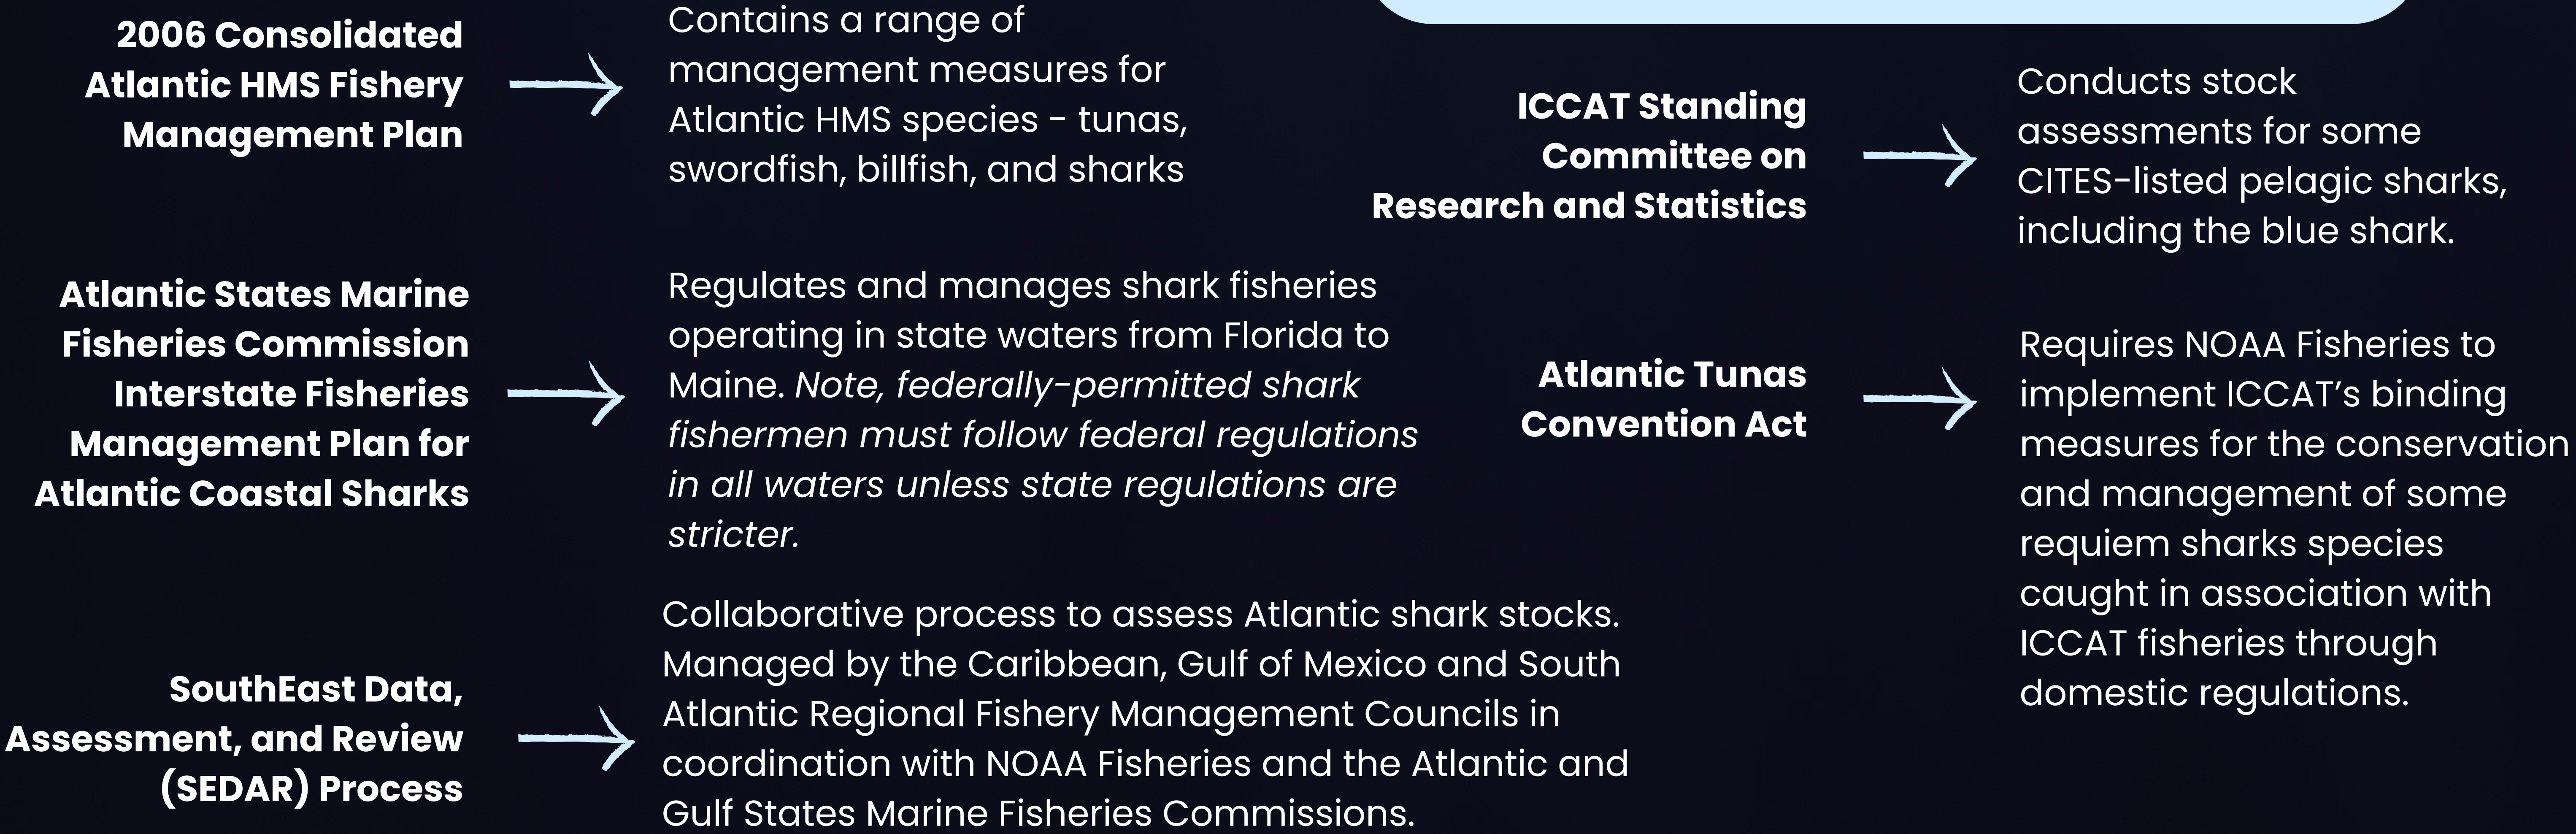 2006 Consolidated
Atlantic HMS Fishery
Management Plan
Contains a range of
management measures for
Atlantic HMS species - tunas,
swordfish, billfish, and sharks
Atlantic States Marine
Fisheries Commission
Interstate Fisheries
Management Plan for
Atlantic Coastal Sharks
Regulates and manages shark fisheries
operating in state waters from Florida to
Maine. Note, federally-permitted shark
fishermen must follow federal regulations
in all waters unless state regulations are
stricter.
SouthEast Data,
Assessment, and Review
(SEDAR) Process
Collaborative process to assess Atlantic shark stocks.
Managed by the Caribbean, Gulf of Mexico and South
Atlantic Regional Fishery Management Councils in
coordination with NOAA Fisheries and the Atlantic and
Gulf States Marine Fisheries Commissions.
ICCAT Standing
Committee on
Research and Statistics
Conducts stock
assessments for some
CITES-listed pelagic sharks,
including the blue shark.
Atlantic Tunas
Convention Act
Requires NOAA Fisheries to
implement ICCAT’s binding
measures for the conservation
and management of some
requiem sharks species
caught in association with
ICCAT fisheries through
domestic regulations.